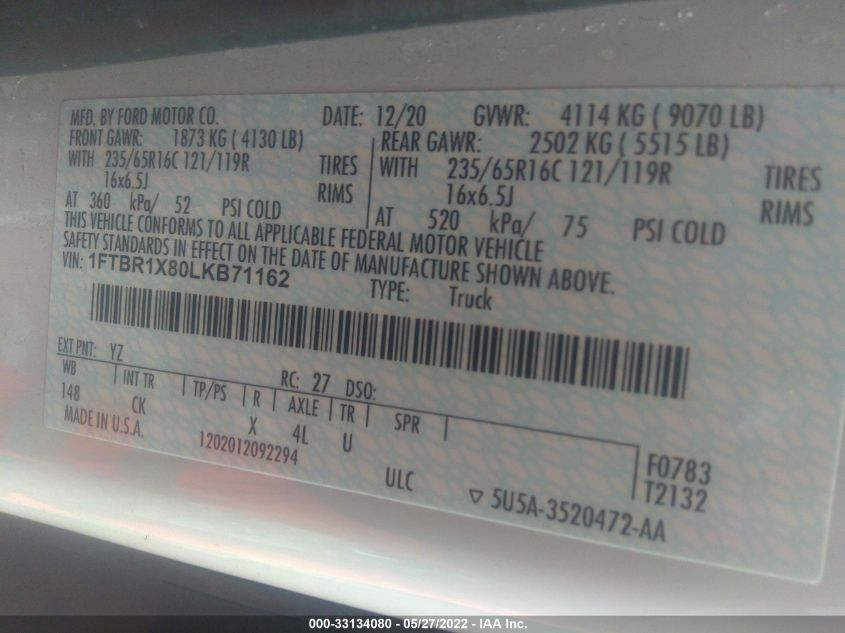 MFD. BY FORD MOTOR CO. DATE: 12/20 GVWR: 4114 KG ( 9070 LB)
FRONT GAWR: 1873 KG ( 4130 LB) REAR GAWR: 2502 KG ( 5515 LB)
WITH 235/65R16C 121/119R TIRES WITH 235/65R16C 121/119R TIRES
16x6.5J RIMS 16x6.5J RIMS
AT 360 kPa/ 52 PSI COLD AT 520 kPa/ 75 PSI COLD
THIS VEHICLE CONFORMS TO ALL APPLICABLE FEDERAL MOTOR VEHICLE
SAFETY STANDARDS IN EFFECT ON THE DATE OF MANUFACTURE SHOWN ABOVE.
VIN: 1FTBR1X80LKB71162 TYPE: Truck
EXT PNT: YZ RC: 27 DSO:
WB INT TR TP/PS R AXLE TR SPR
148 CK X 4L U F0783
MADE IN U.S.A. 1202012092294 T2132
ULC 5U5A-3520472-AA
000-33134080 - 05/27/2022 - IAA Inc.